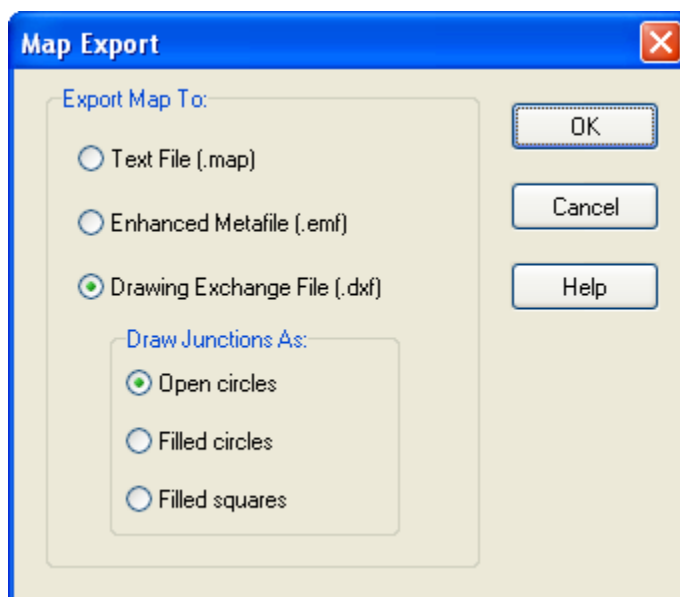 Map Export
Export Map To:
Text File (.map)
Enhanced Metafile (.emf)
Drawing Exchange File (.dxf)
Draw Junctions As:
Open circles
Filled circles
Filled squares
OK
Cancel
Help